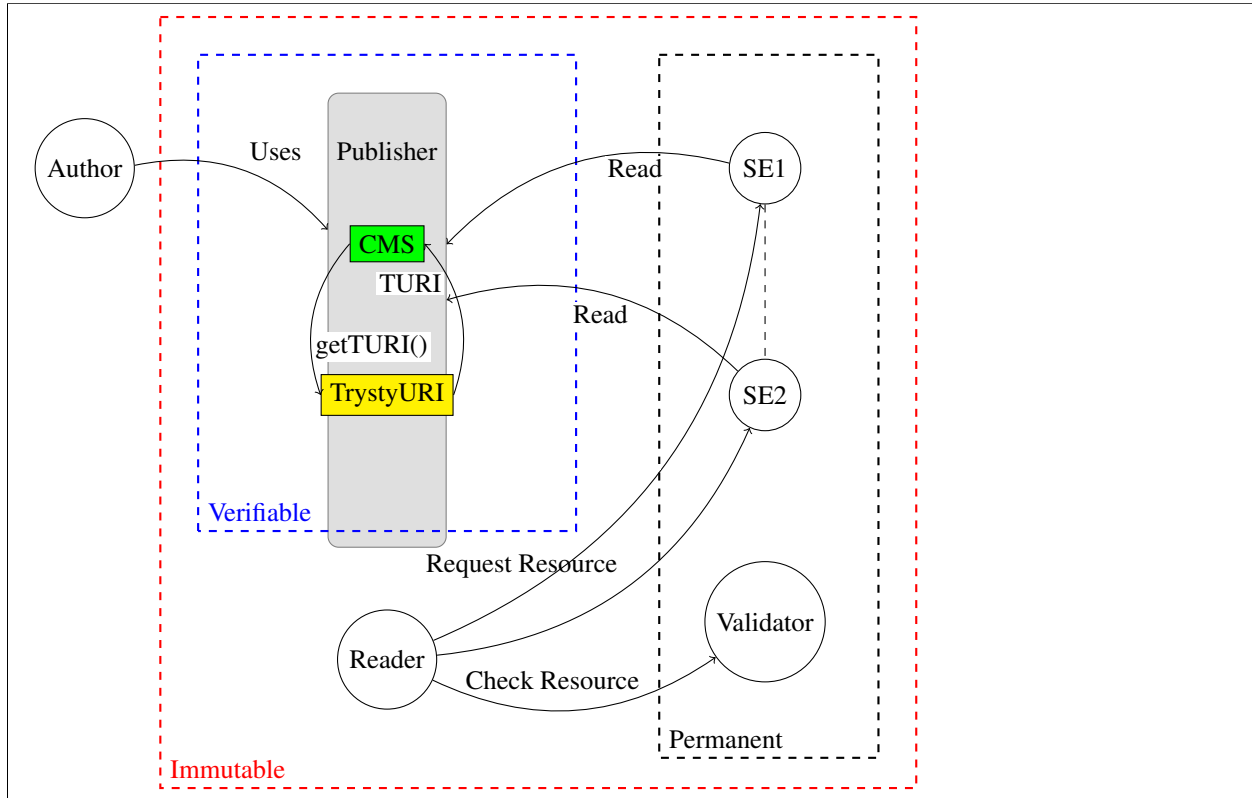 Author
Uses
Publisher
Read
SE1
CMS
TURI
Read
getTURI()
TrystyURI
SE2
Verifiable
Request Resource
Validator
Reader
Check Resource
Permanent
Immutable